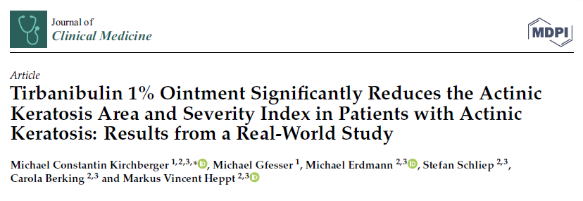 Journal of
Clinical Medicine
MDPI
Article
Tirbanibulin 1% Ointment Significantly Reduces the Actinic
Keratosis Area and Severity Index in Patients with Actinic
Keratosis: Results from a Real-World Study
Michael Constantin Kirchberger 1,2,3,*, Michael Gfesser 1, Michael Erdmann 2,3, Stefan Schliep 2,3,
Carola Berking 2,3 and Markus Vincent Heppt 2,3